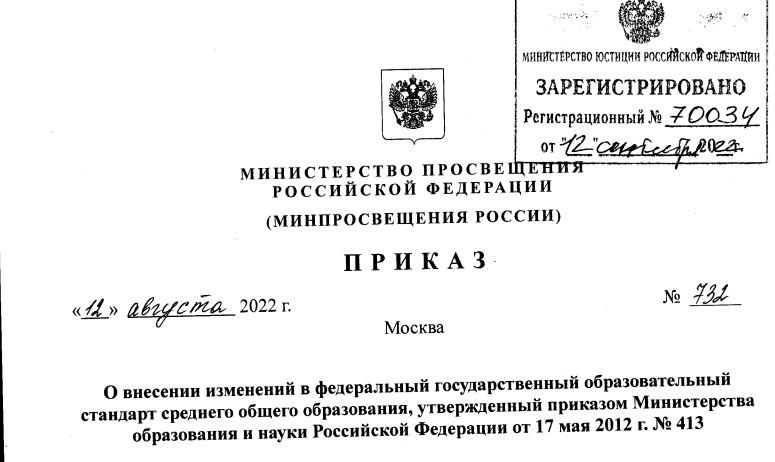 МИНИСТЕРСТВО ЮСТИЦИИ РОССИЙСКОЙ ФЕДЕРАЦИИ
ЗАРЕГИСТРИРОВАНО
Регистрационный № 70034
от "12" сентября 2022г.
МИНИСТЕРСТВО ПРОСВЕЩЕНИЯ
РОССИЙСКОЙ ФЕДЕРАЦИИ
(МИНПРОСВЕЩЕНИЯ РОССИИ)
ПРИКАЗ
«12» августа 2022 г.
№ 732
Москва
О внесении изменений в федеральный государственный образовательный
стандарт среднего общего образования, утвержденный приказом Министерства
образования и науки Российской Федерации от 17 мая 2012 г. № 413